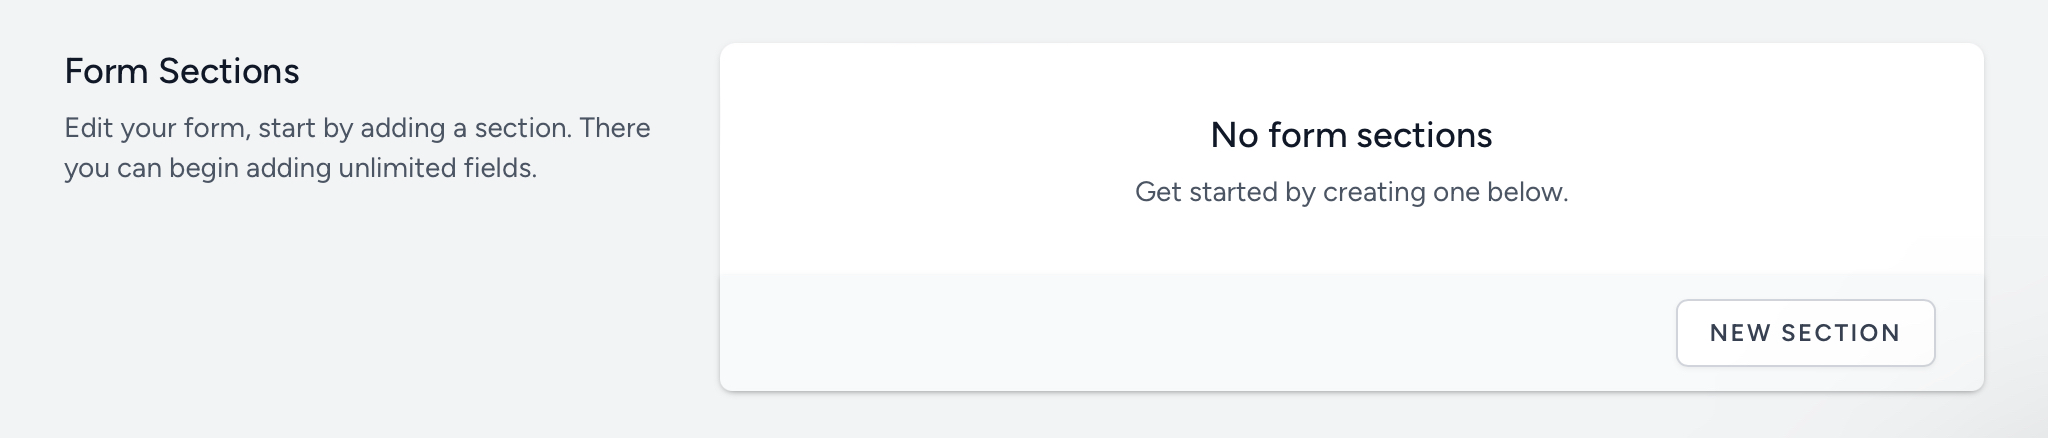 Form Sections
Edit your form, start by adding a section. There
you can begin adding unlimited fields.
No form sections
Get started by creating one below.
NEW SECTION